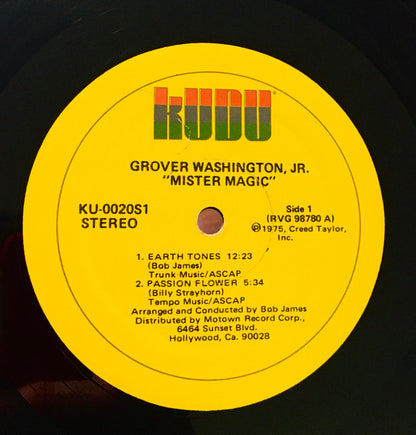 KUDU®
GROVER WASHINGTON, JR.
"MISTER MAGIC"
KU-0020S1
STEREO
Side 1
(RVG 98780 A)
℗1975, Creed Taylor,
Inc.
1. EARTH TONES 12:23
(Bob James)
Trunk Music/ASCAP
2. PASSION FLOWER 5:34
(Billy Strayhorn)
Tempo Music/ASCAP
Arranged and Conducted by Bob James
Distributed by Motown Record Corp.,
6464 Sunset Blvd.
Hollywood, Ca. 90028